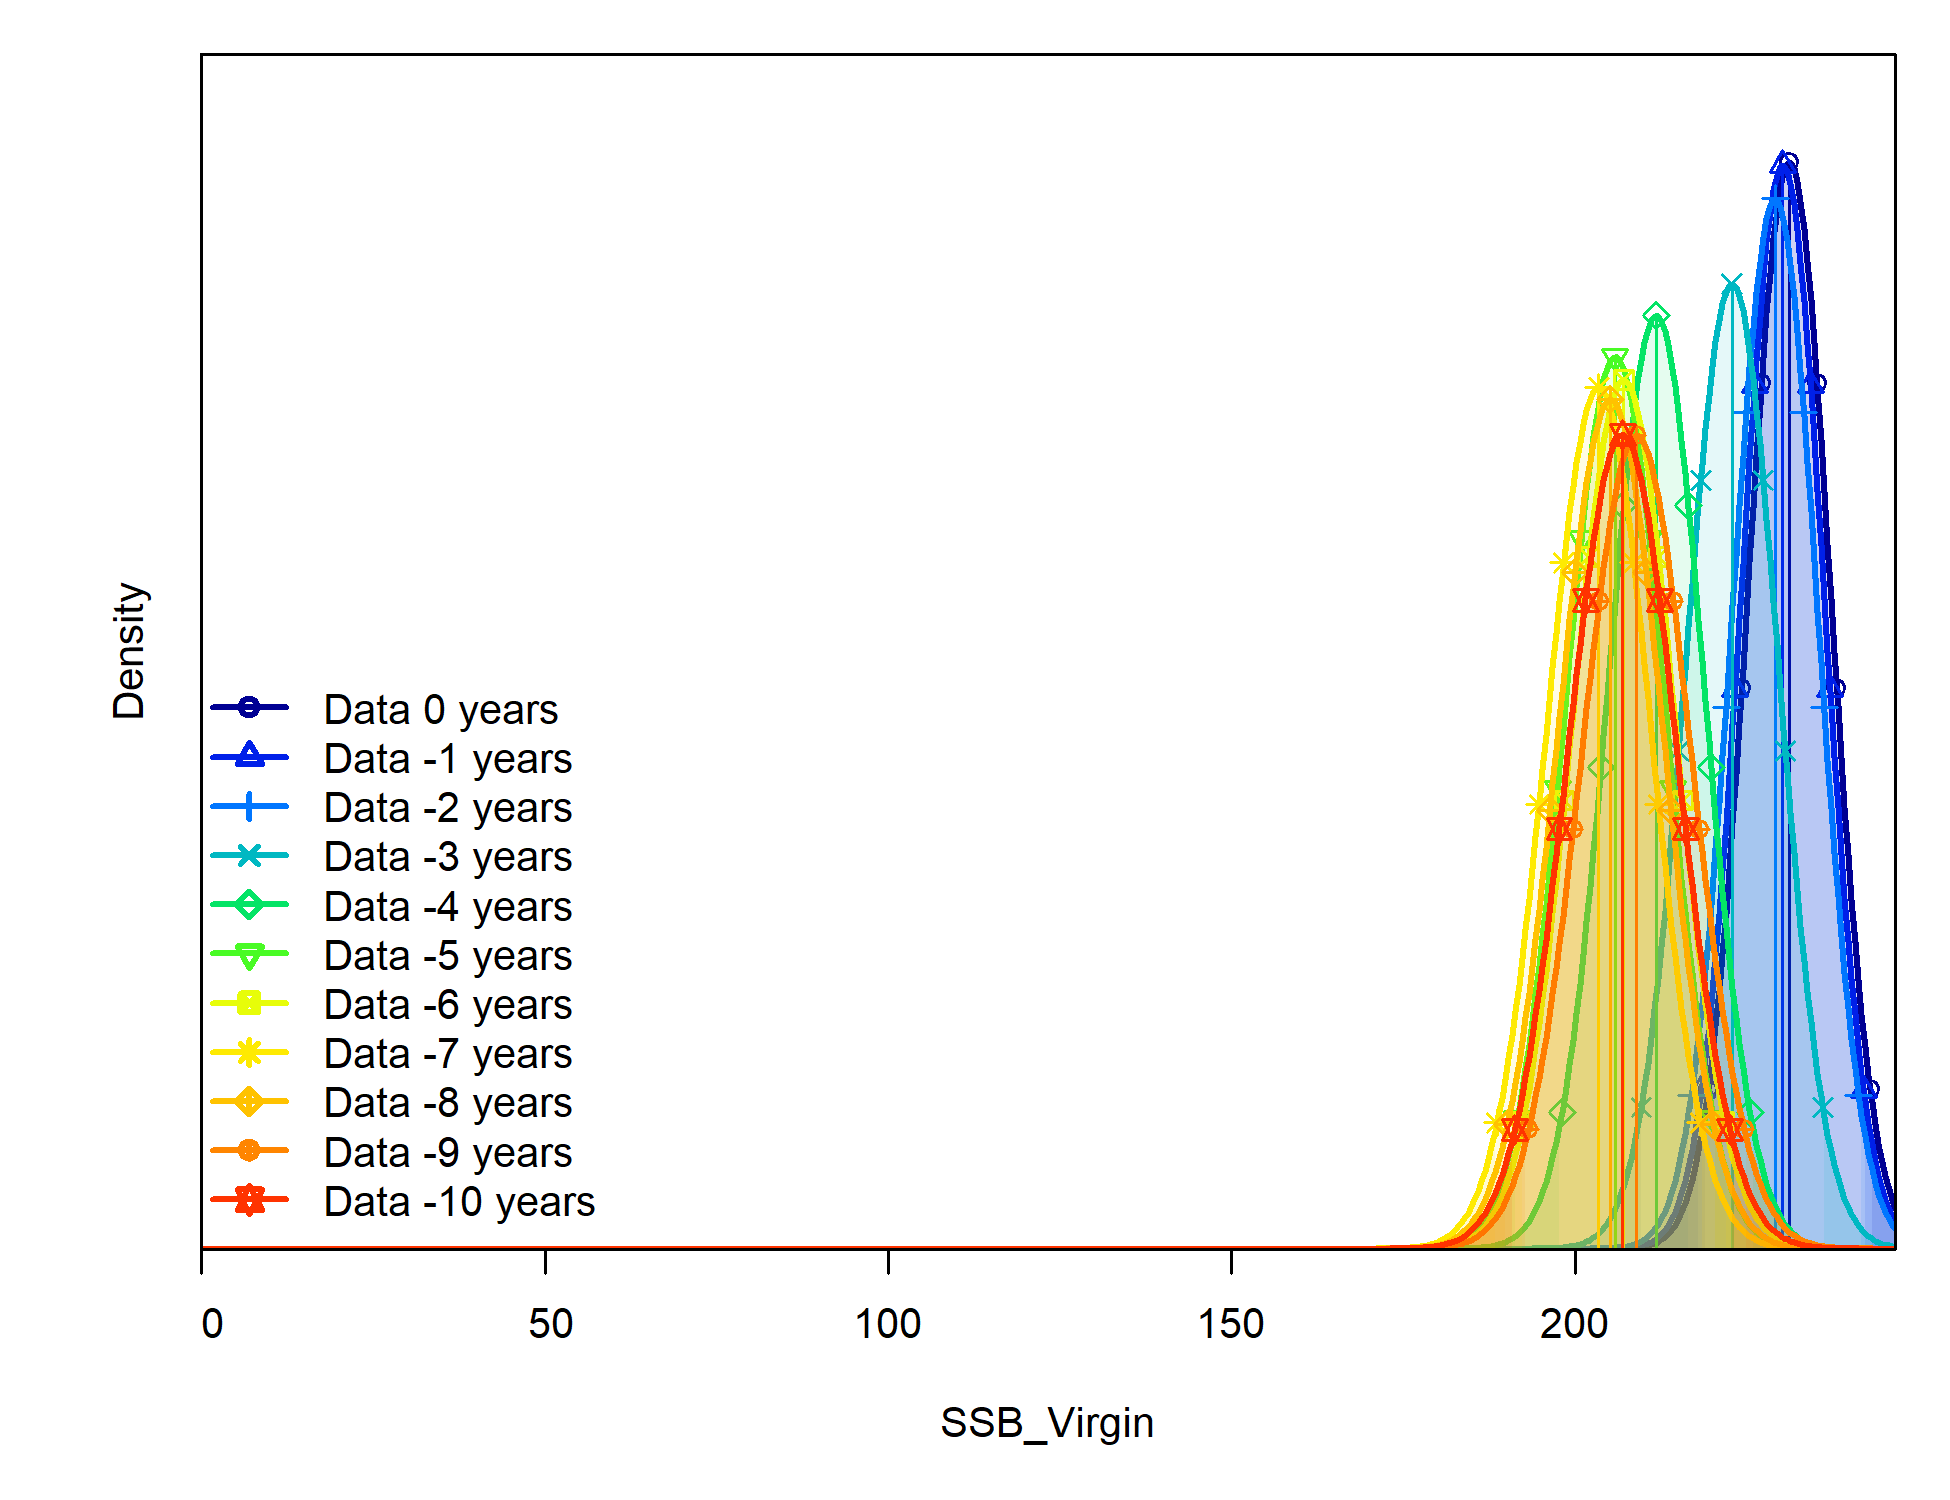 Density
Data 0 years
Data -1 years
Data -2 years
Data -3 years
Data -4 years
Data -5 years
Data -6 years
Data -7 years
Data -8 years
Data -9 years
Data -10 years
0 50 100 150 200
SSB_Virgin